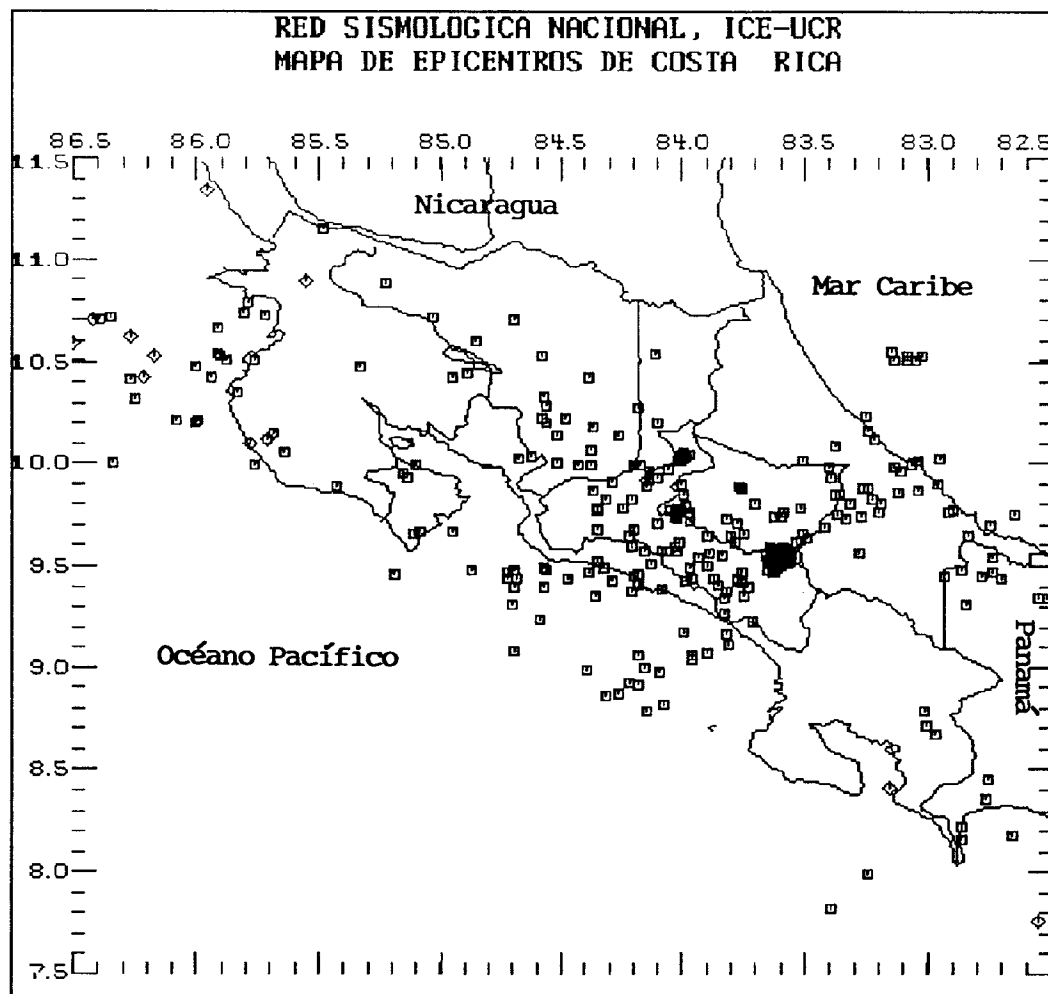 RED SISMOLOGICA NACIONAL, ICE-UCR
MAPA DE EPICENTROS DE COSTA RICA
86.5 86.0 85.5 85.0 84.5 84.0 83.5 83.0 82.5
11.5
Nicaragua
11.0
Mar Caribe
10.5
10.0
9.5
9.0
Océano Pacífico
Panamá
8.5
8.0
7.5